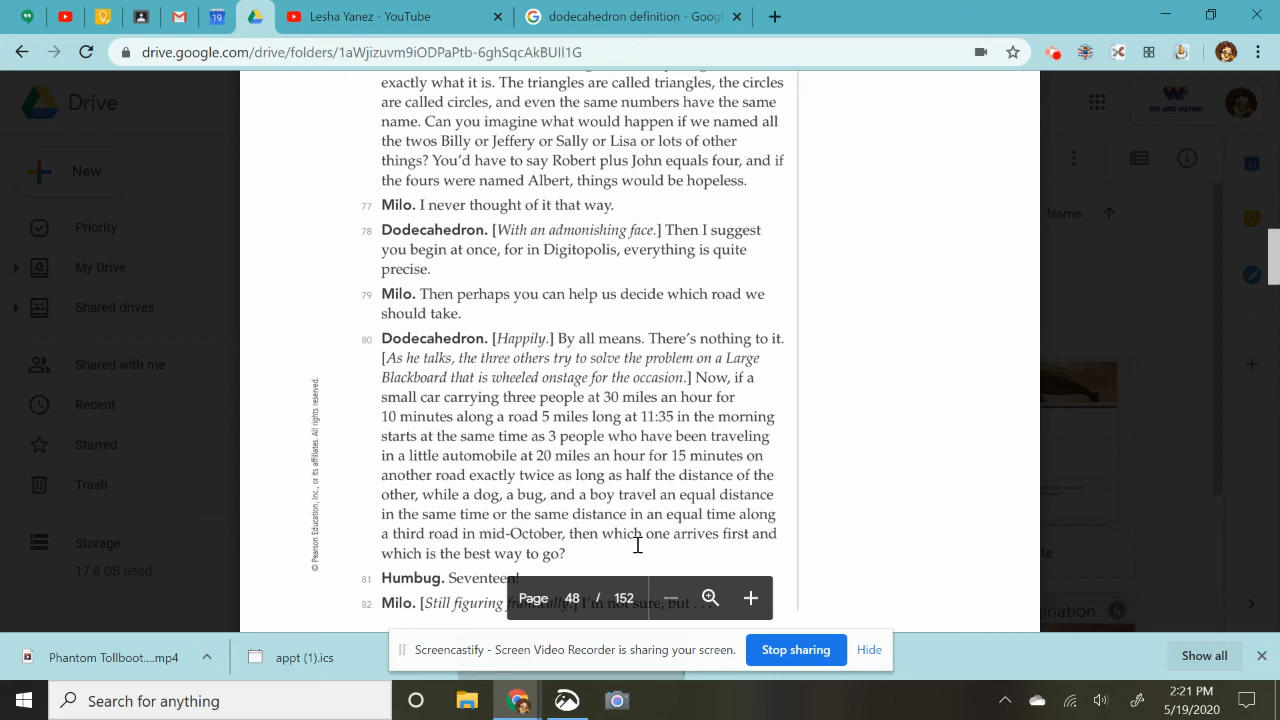 19
Lesha Yanez - YouTube
dodecahedron definition - Goog
drive.google.com/drive/folders/1aWjizuvm9iODPaPtb-6ghSqcAkBUIl1G
Drive
WE ARE WAYNE!
New
Name
Priority
My Drive
Shared drives
Shared with me
Recent
Starred
Trash
Storage
17.8 GB used
exactly what it is. The triangles are called triangles, the circles
are called circles, and even the same numbers have the same
name. Can you imagine what would happen if we named all
the twos Billy or Jeffery or Sally or Lisa or lots of other
things? You’d have to say Robert plus John equals four, and if
the fours were named Albert, things would be hopeless.
77 Milo. I never thought of it that way.
78 Dodecahedron. [With an admonishing face.] Then I suggest
you begin at once, for in Digitopolis, everything is quite
precise.
79 Milo. Then perhaps you can help us decide which road we
should take.
80 Dodecahedron. [Happily.] By all means. There’s nothing to it.
[As he talks, the three others try to solve the problem on a Large
Blackboard that is wheeled onstage for the occasion.] Now, if a
small car carrying three people at 30 miles an hour for
10 minutes along a road 5 miles long at 11:35 in the morning
starts at the same time as 3 people who have been traveling
in a little automobile at 20 miles an hour for 15 minutes on
another road exactly twice as long as half the distance of the
other, while a dog, a bug, and a boy travel an equal distance
in the same time or the same distance in an equal time along
a third road in mid-October, then which one arrives first and
which is the best way to go?
81 Humbug. Seventeen!
82 Milo. [Still figuring frantically.] I’m not sure, but . . .
© Pearson Education, Inc., or its affiliates. All rights reserved.
Page 48 / 152
Screencastify - Screen Video Recorder is sharing your screen.
Stop sharing
Hide
Phantom Tollboot....mp4
appt (1).ics
Show all
Search for anything
2:21 PM
5/19/2020